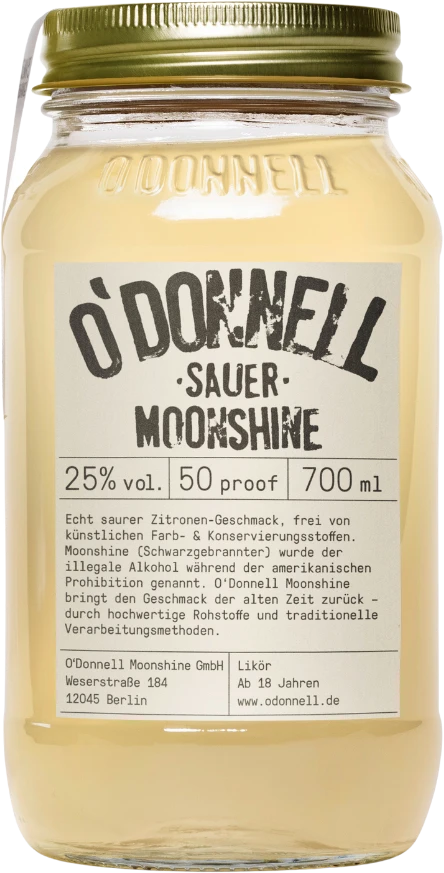 O'DONNELL
O'DONNELL
·SAUER·
MOONSHINE
25% vol. 50 proof 700 ml
Echt saurer Zitronen-Geschmack, frei von
künstlichen Farb- & Konservierungsstoffen.
Moonshine (Schwarzgebrannter) wurde der
illegale Alkohol während der amerikanischen
Prohibition genannt. O'Donnell Moonshine
bringt den Geschmack der alten Zeit zurück –
durch hochwertige Rohstoffe und traditionelle
Verarbeitungsmethoden.
O'Donnell Moonshine GmbH
Weserstraße 184
12045 Berlin
Likör
Ab 18 Jahren
www.odonnell.de